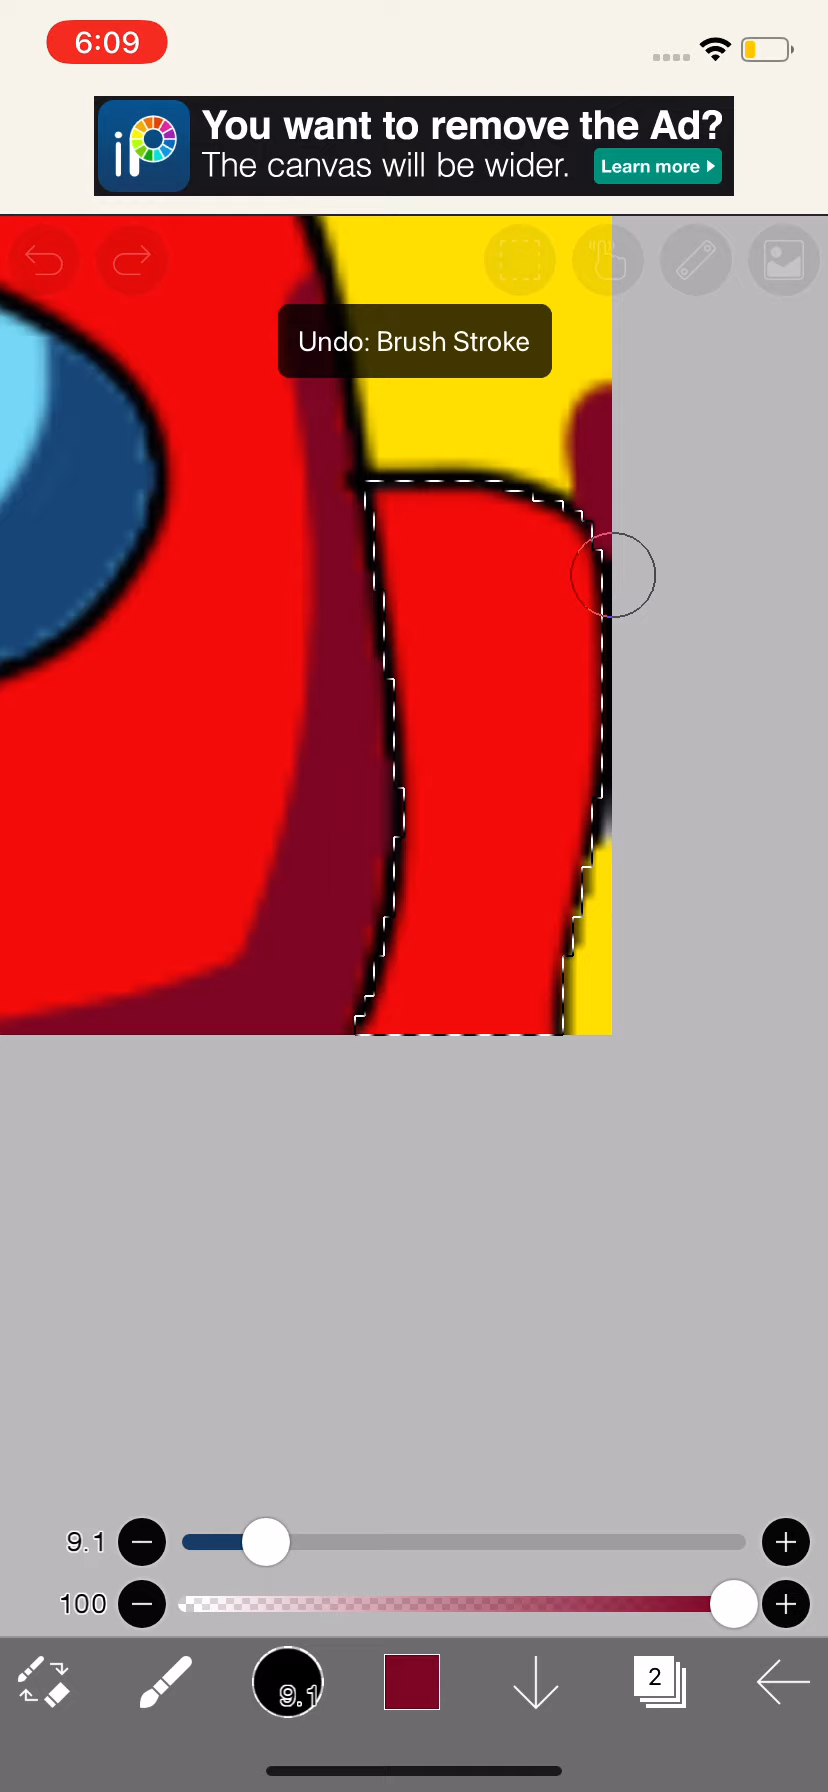 6:09
iP
You want to remove the Ad?
The canvas will be wider.
Learn more
Undo: Brush Stroke
9.1
100
9.1
2